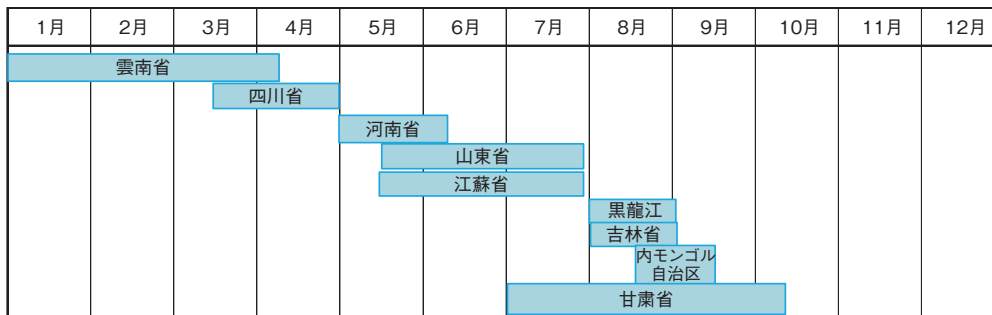 1月 2月 3月 4月 5月 6月 7月 8月 9月 10月 11月 12月
雲南省
四川省
河南省
山東省
江蘇省
黒龍江
吉林省
内モンゴル
自治区
甘粛省